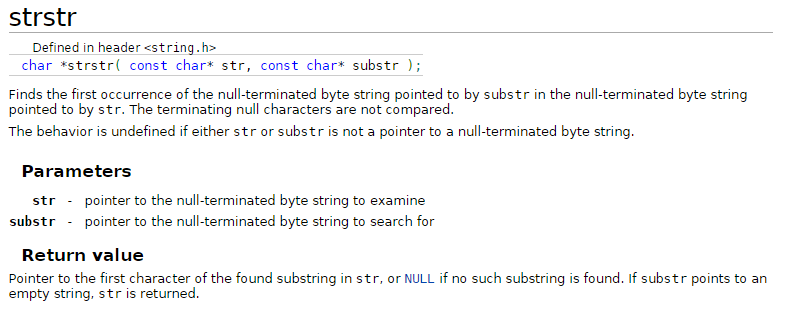 strstr
Defined in header <string.h>
char *strstr( const char* str, const char* substr );
Finds the first occurrence of the null-terminated byte string pointed to by substr in the null-terminated byte string
pointed to by str. The terminating null characters are not compared.
The behavior is undefined if either str or substr is not a pointer to a null-terminated byte string.
Parameters
str - pointer to the null-terminated byte string to examine
substr - pointer to the null-terminated byte string to search for
Return value
Pointer to the first character of the found substring in str, or NULL if no such substring is found. If substr points to an
empty string, str is returned.